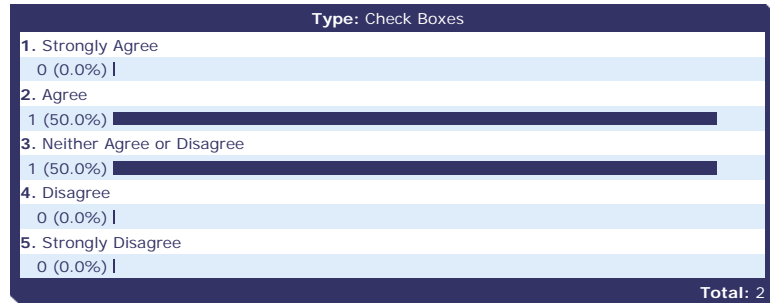 Type: Check Boxes
1. Strongly Agree
0 (0.0%)
2. Agree
1 (50.0%)
3. Neither Agree or Disagree
1 (50.0%)
4. Disagree
0 (0.0%)
5. Strongly Disagree
0 (0.0%)
Total: 2